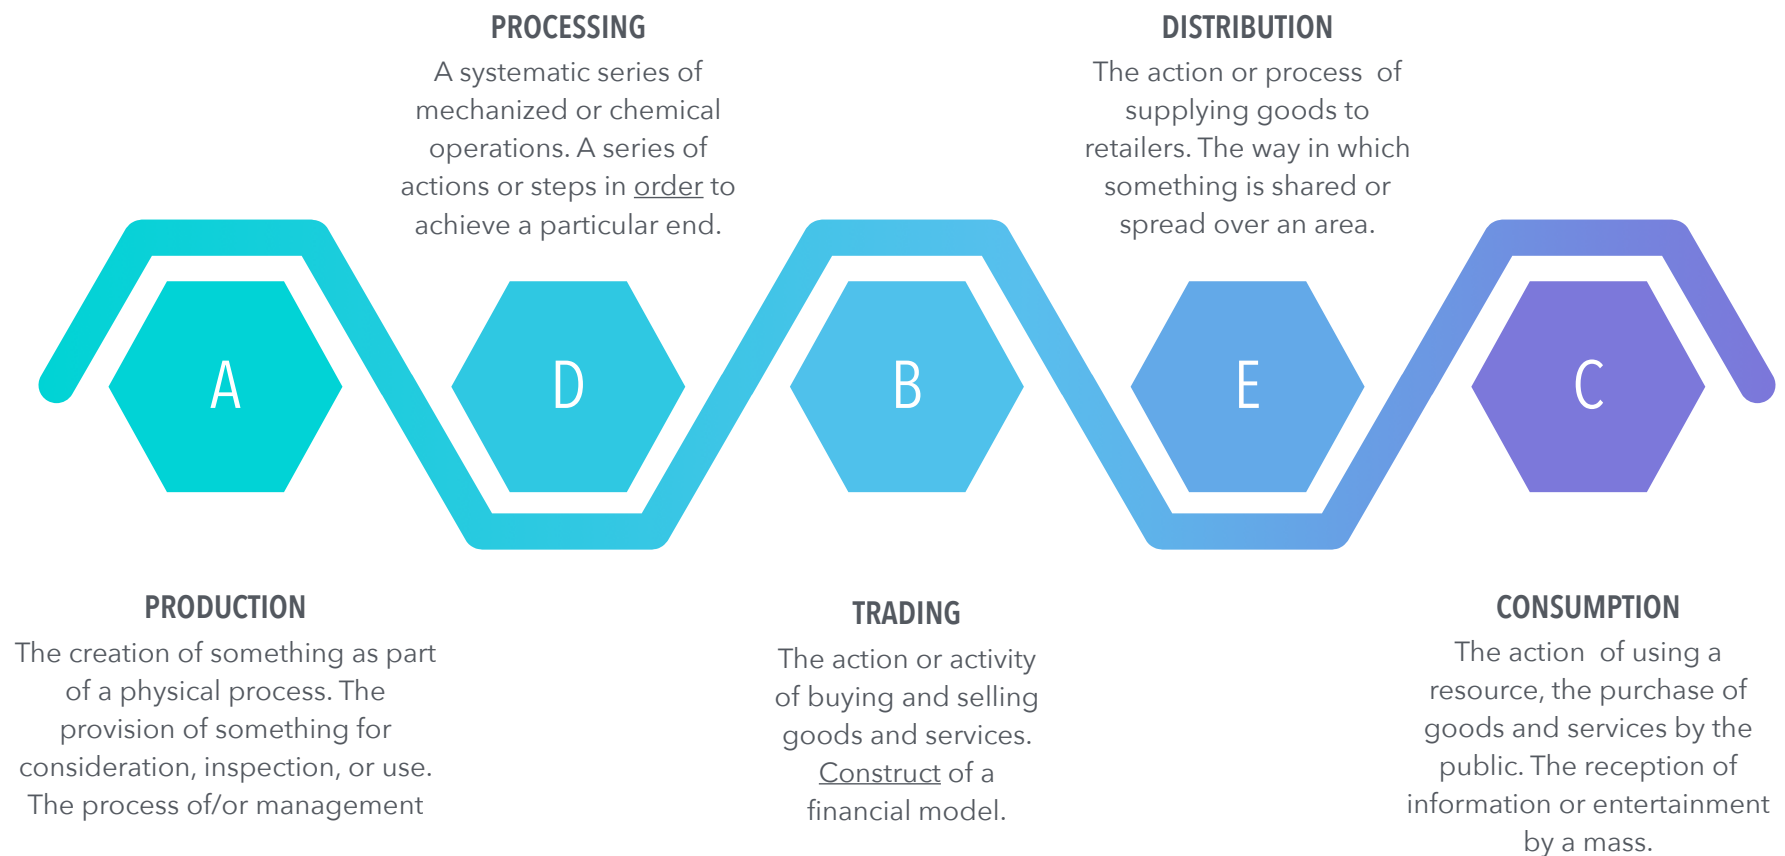 PROCESSING
A systematic series of
mechanized or chemical
operations. A series of
actions or steps in order to
achieve a particular end.
DISTRIBUTION
The action or process  of
supplying goods to
retailers. The way in which
something is shared or
spread over an area.
A
D
B
E
C
PRODUCTION
The creation of something as part
of a physical process. The
provision of something for
consideration, inspection, or use.
The process of/or management
TRADING
The action or activity
of buying and selling
goods and services.
Construct of a
financial model.
CONSUMPTION
The action  of using a
resource, the purchase of
goods and services by the
public. The reception of
information or entertainment
by a mass.